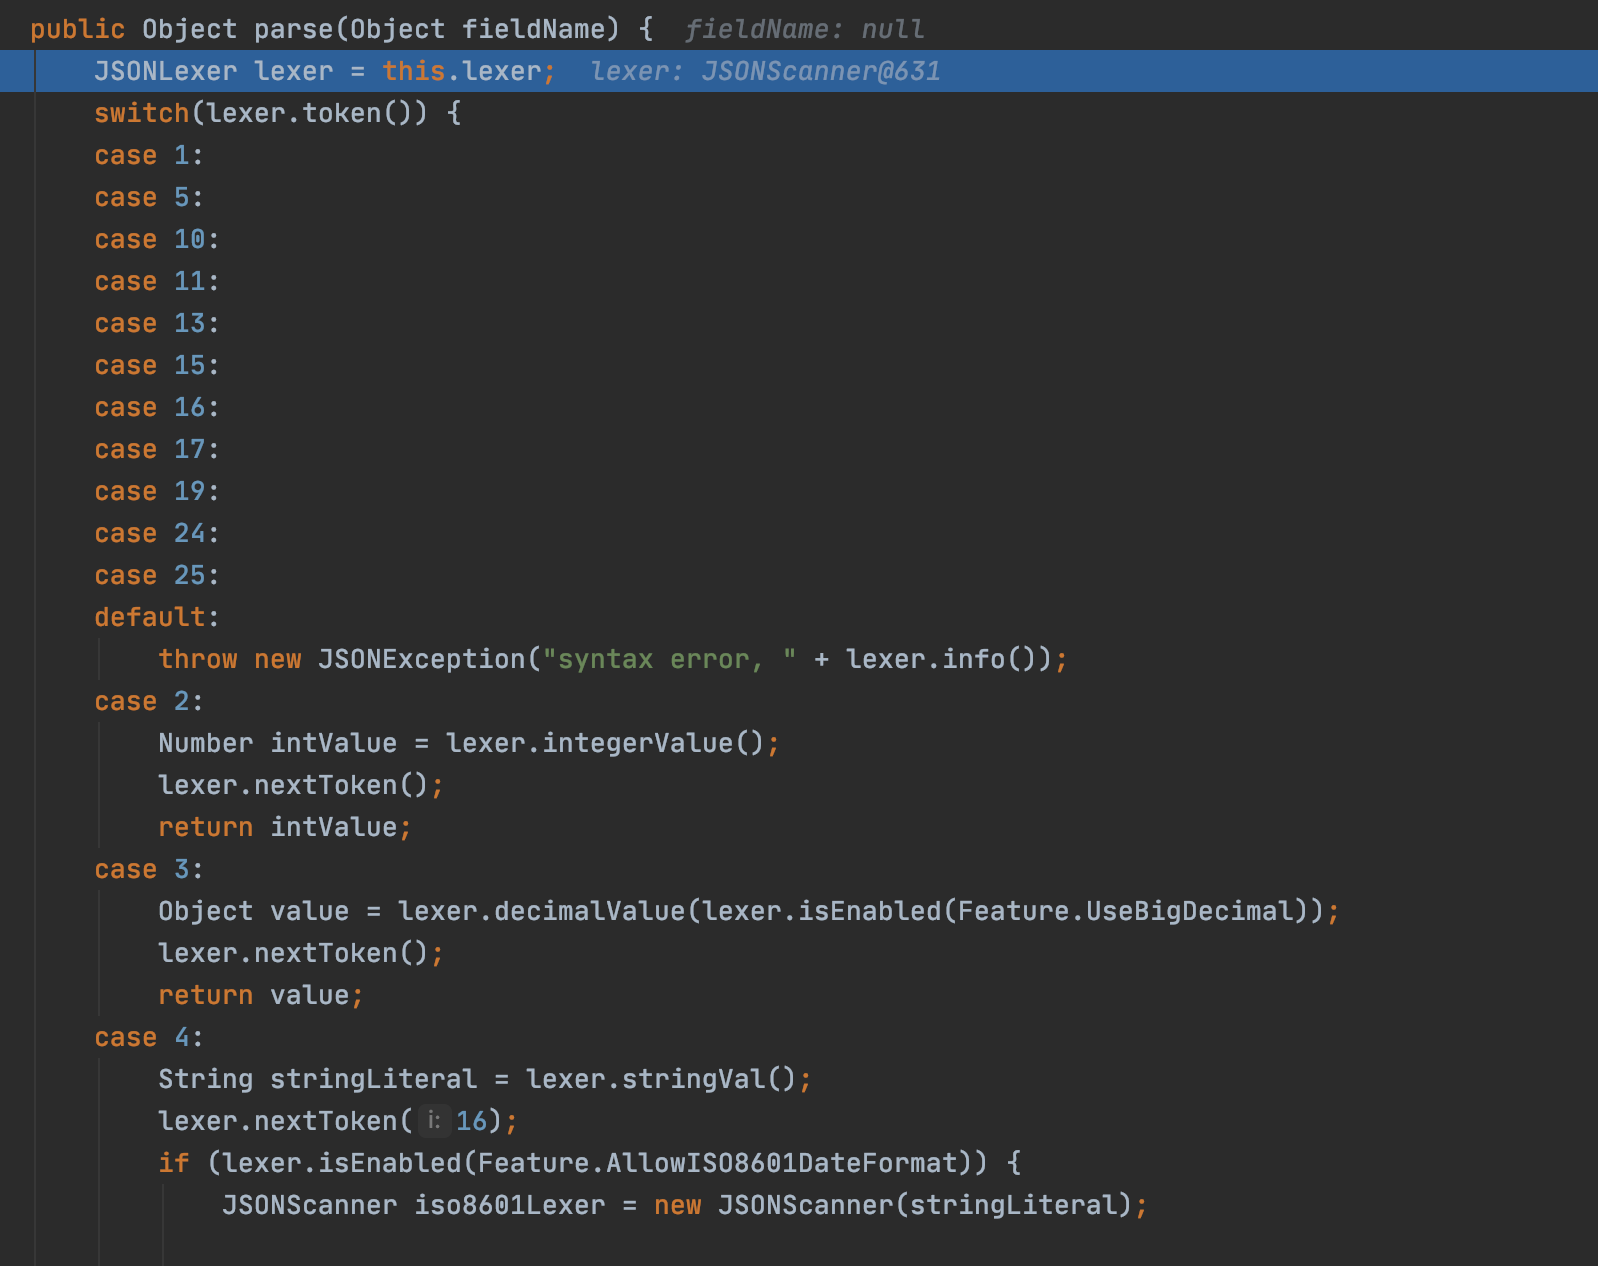 public Object parse(Object fieldName) {  fieldName: null
    JSONLexer lexer = this.lexer;  lexer: JSONScanner@631
    switch(lexer.token()) {
    case 1:
    case 5:
    case 10:
    case 11:
    case 13:
    case 15:
    case 16:
    case 17:
    case 19:
    case 24:
    case 25:
    default:
        throw new JSONException("syntax error, " + lexer.info());
    case 2:
        Number intValue = lexer.integerValue();
        lexer.nextToken();
        return intValue;
    case 3:
        Object value = lexer.decimalValue(lexer.isEnabled(Feature.UseBigDecimal));
        lexer.nextToken();
        return value;
    case 4:
        String stringLiteral = lexer.stringVal();
        lexer.nextToken( i: 16);
        if (lexer.isEnabled(Feature.AllowISO8601DateFormat)) {
            JSONScanner iso8601Lexer = new JSONScanner(stringLiteral);